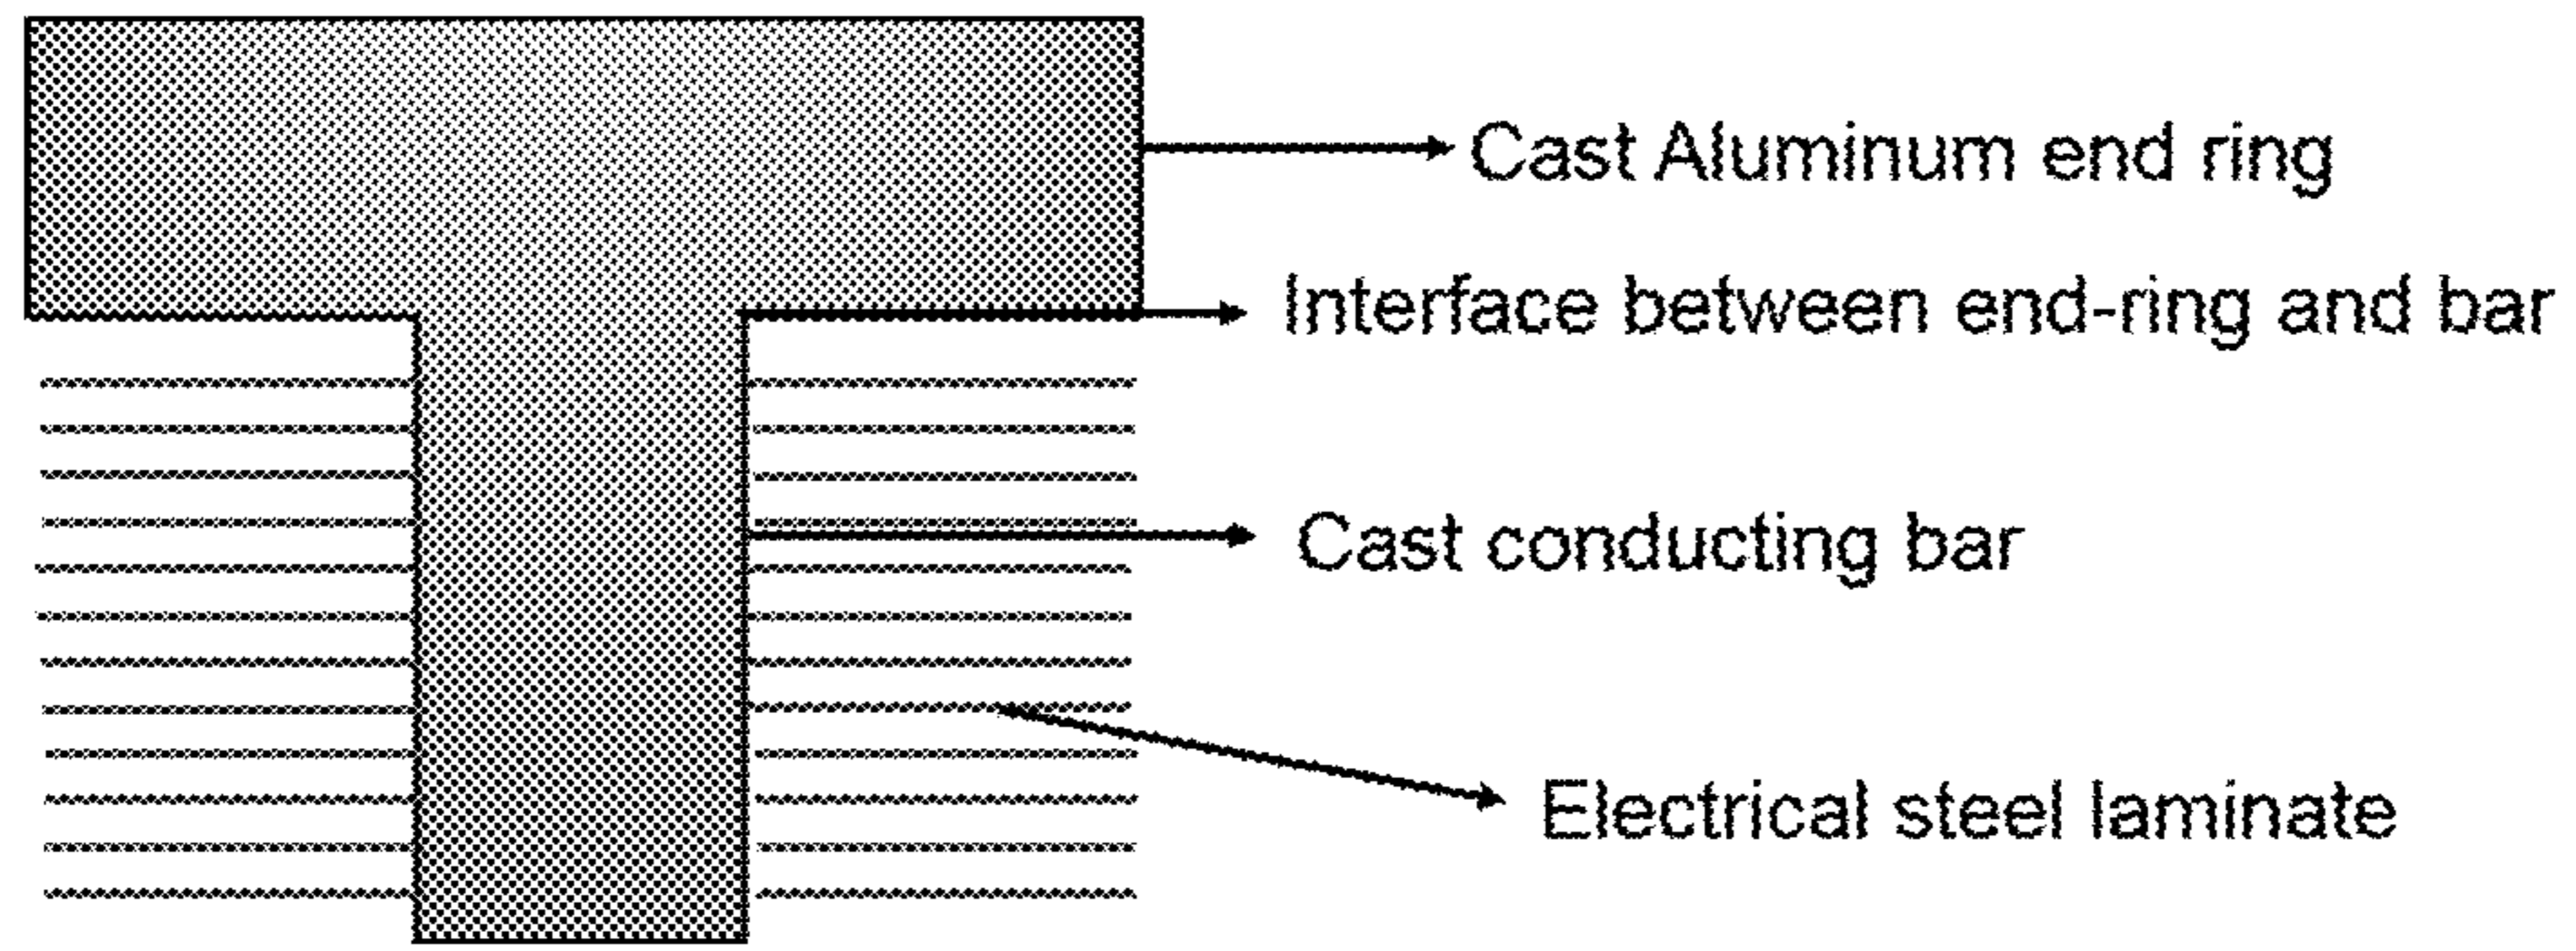 Cast Aluminum end ring
Interface between end-ring and bar
Cast conducting bar
Electrical steel laminate